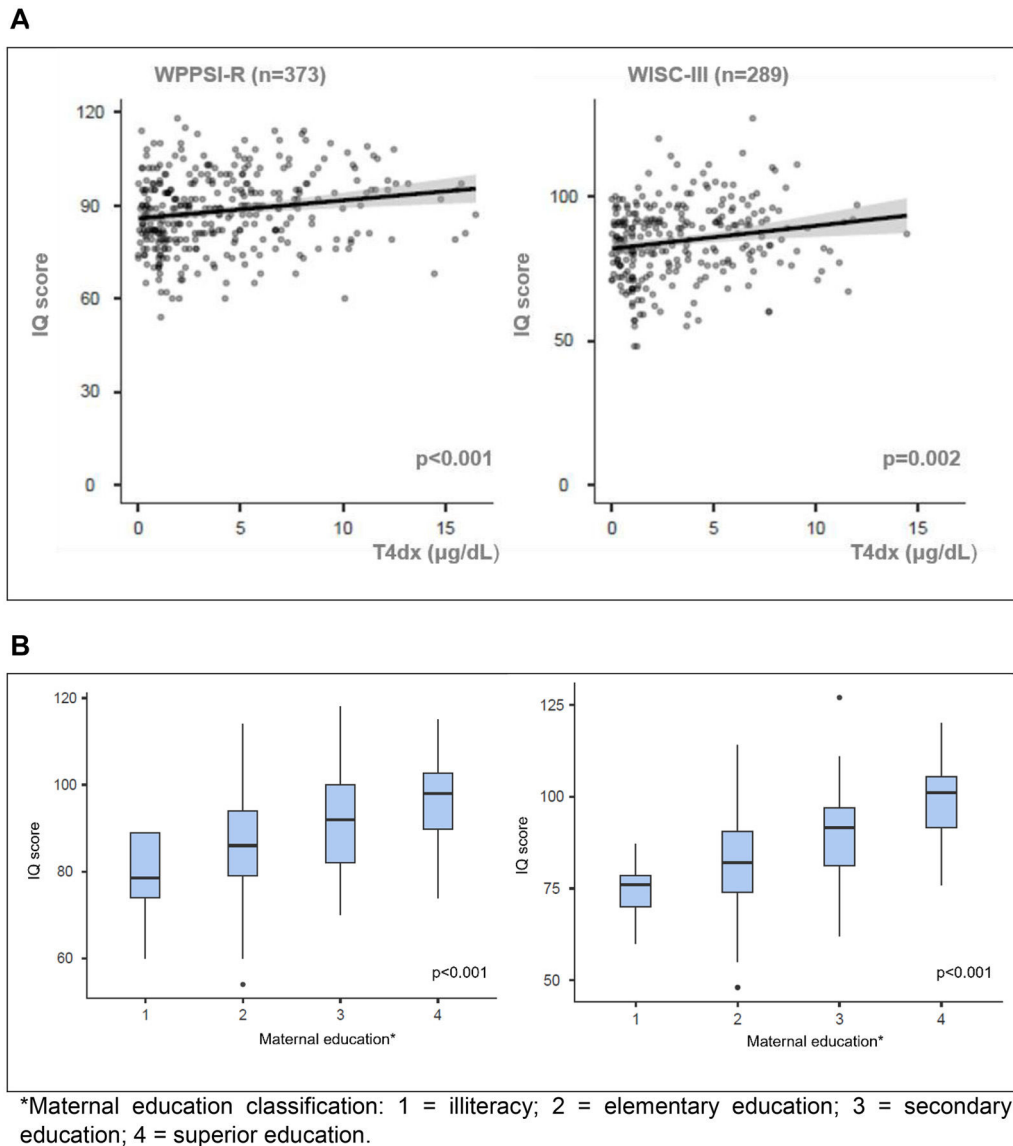 A
WPPSI-R (n=373)
WISC-III (n=289)
120
90
60
30
0
IQ score
p<0.001
0 5 10 15
T4dx (µg/dL)
100
50
0
IQ score
p=0.002
0 5 10 15
T4dx (µg/dL)
B
120
100
80
60
IQ score
p<0.001
1 2 3 4
Maternal education*
125
100
75
50
IQ score
p<0.001
1 2 3 4
Maternal education*
*Maternal education classification: 1 = illiteracy; 2 = elementary education; 3 = secondary
education; 4 = superior education.